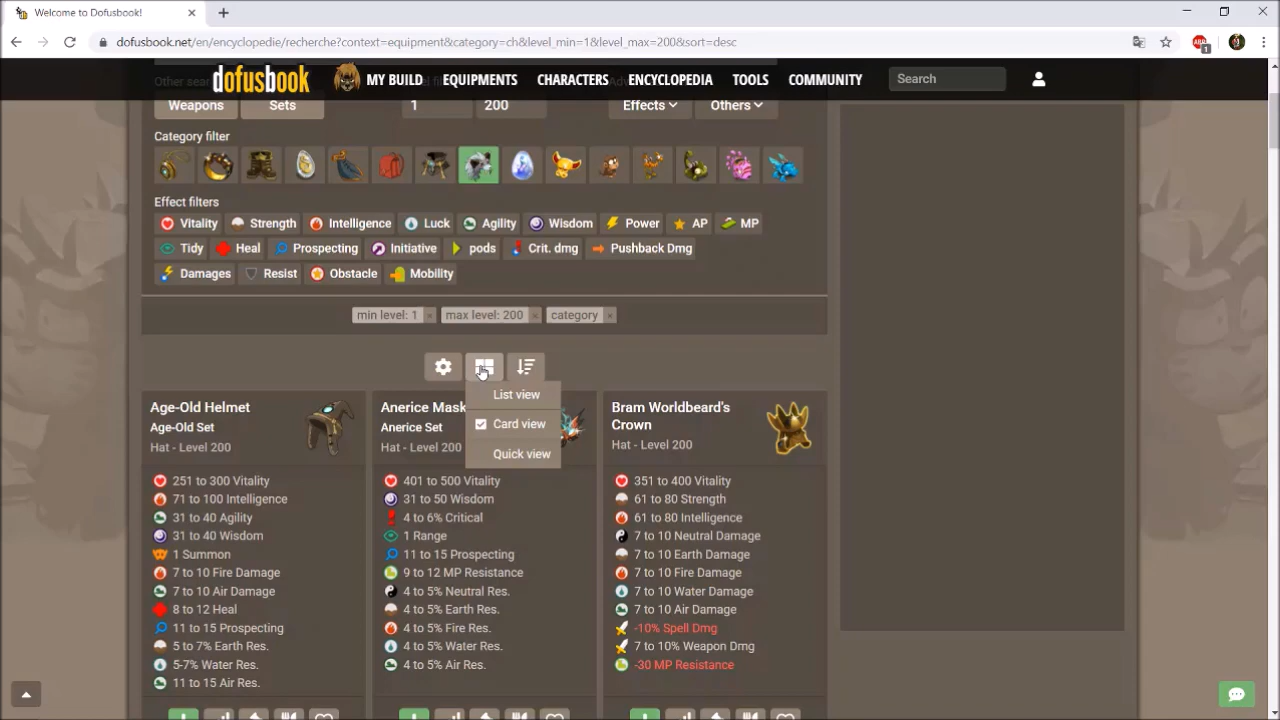 Welcome to Dofusbook!
dofusbook.net/en/encyclopedie/recherche?context=equipment&category=ch&level_min=1&level_max=200&sort=desc
ABP
1
dofusbook
MY BUILD EQUIPMENTS CHARACTERS ENCYCLOPEDIA TOOLS COMMUNITY Search
Weapons Sets 1 200 Effects Others
Category filter
Effect filters
Vitality Strength Intelligence Luck Agility Wisdom Power AP MP
Tidy Heal Prospecting Initiative pods Crit. dmg Pushback Dmg
Damages Resist Obstacle Mobility
min level: 1 × max level: 200 × category ×
List view
Card view
Quick view
Age-Old Helmet
Age-Old Set
Hat - Level 200
251 to 300 Vitality
71 to 100 Intelligence
31 to 40 Agility
31 to 40 Wisdom
1 Summon
7 to 10 Fire Damage
7 to 10 Air Damage
8 to 12 Heal
11 to 15 Prospecting
5 to 7% Earth Res.
5-7% Water Res.
11 to 15 Air Res.
Anerice Mask
Anerice Set
Hat - Level 200
401 to 500 Vitality
31 to 50 Wisdom
4 to 6% Critical
1 Range
11 to 15 Prospecting
9 to 12 MP Resistance
4 to 5% Neutral Res.
4 to 5% Earth Res.
4 to 5% Fire Res.
4 to 5% Water Res.
4 to 5% Air Res.
Bram Worldbeard's
Crown
Hat - Level 200
351 to 400 Vitality
61 to 80 Strength
61 to 80 Intelligence
7 to 10 Neutral Damage
7 to 10 Earth Damage
7 to 10 Fire Damage
7 to 10 Water Damage
7 to 10 Air Damage
-10% Spell Dmg
7 to 10% Weapon Dmg
-30 MP Resistance